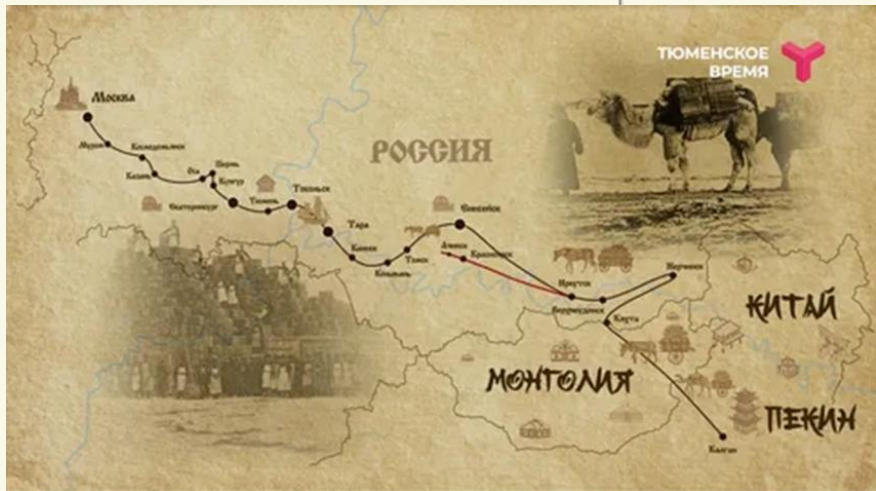 ТЮМЕНСКОЕ
ВРЕМЯ
Москва
РОССИЯ
Муром
Козмодемьянск
Казань
Оса
Пермь
Кунгур
Екатеринбург
Тюмень
Тобольск
Тара
Каинск
Колывань
Томск
Енисейск
Ачинск
Красноярск
Иркутск
Верхнеудинск
Нерчинск
Кяхта
КИТАЙ
МОНГОЛИЯ
ПЕКИН
Калган